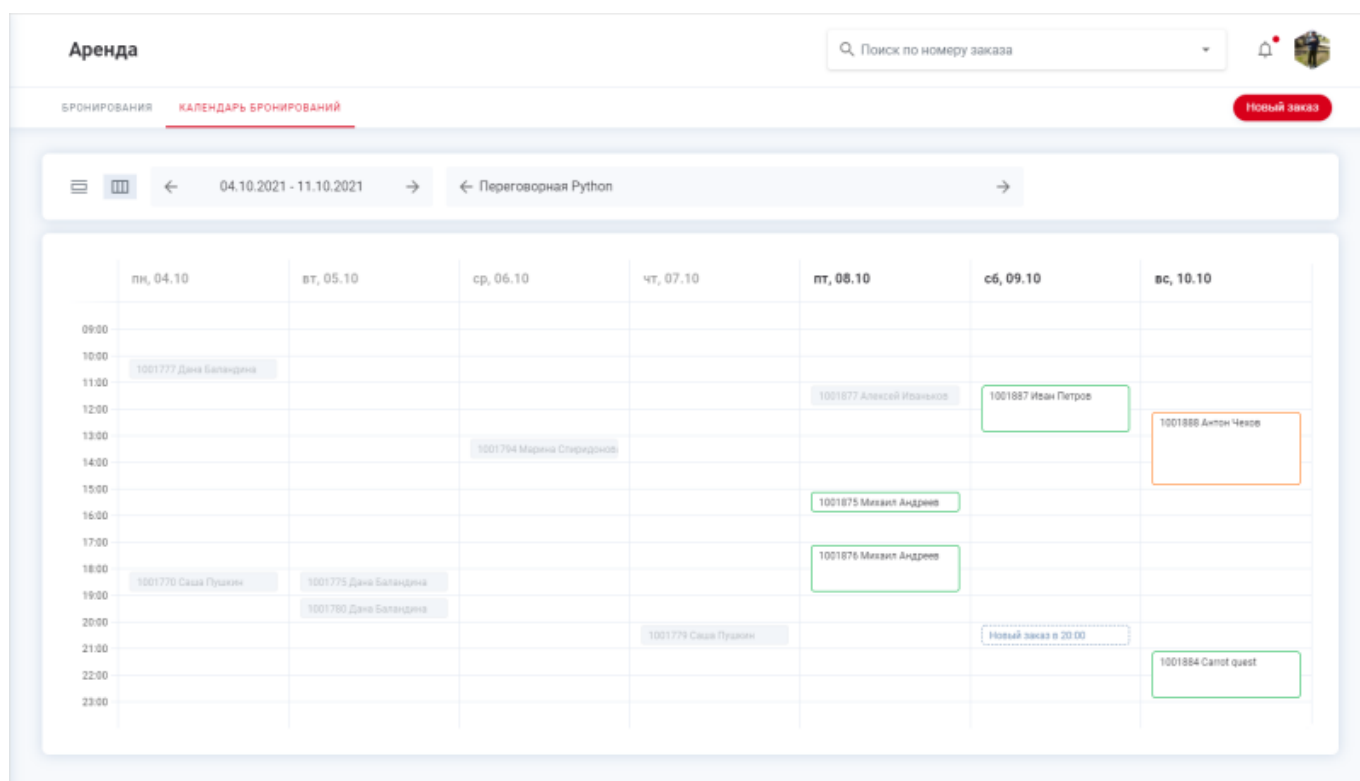 Аренда
Поиск по номеру заказа
БРОНИРОВАНИЯ КАЛЕНДАРЬ БРОНИРОВАНИЙ
Новый заказ
04.10.2021 - 11.10.2021
Переговорная Python
пн, 04.10 вт, 05.10 ср, 06.10 чт, 07.10 пт, 08.10 сб, 09.10 вс, 10.10
09:00
10:00
1001777 Дана Баландина
11:00
1001877 Алексей Иваньков 1001887 Иван Петров
12:00
1001888 Антон Чехов
13:00
1001794 Марина Спиридонов
14:00
15:00
1001875 Михаил Андреев
16:00
17:00
1001876 Михаил Андреев
18:00
1001770 Саша Пушкин 1001775 Дана Баландина
19:00
1001780 Дана Баландина
20:00
1001779 Саша Пушкин Новый заказ в 20:00
21:00
1001884 Carrot quest
22:00
23:00